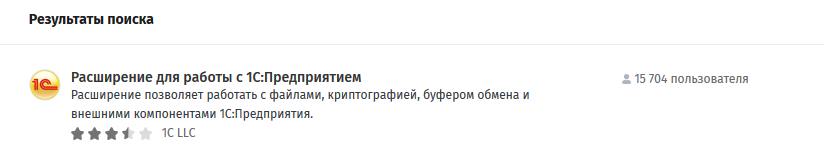 Результаты поиска
1С
Расширение для работы с 1С:Предприятием
15 704 пользователя
Расширение позволяет работать с файлами, криптографией, буфером обмена и
внешними компонентами 1С:Предприятия.
1C LLC